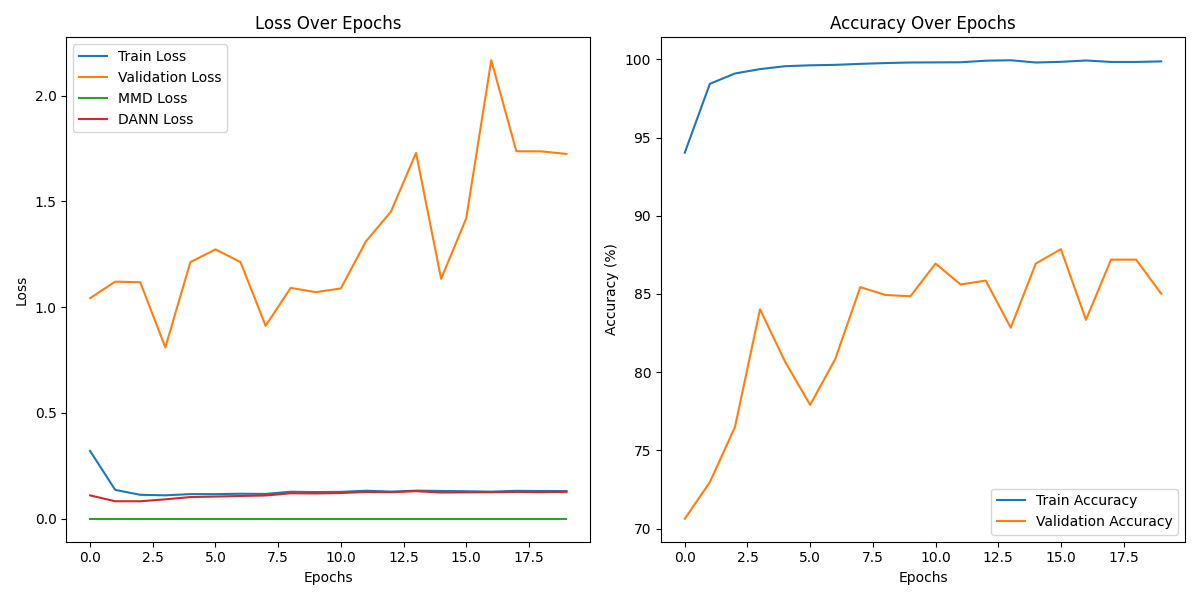 Loss Over Epochs
Train Loss
Validation Loss
MMD Loss
DANN Loss
2.0
1.5
1.0
0.5
0.0
Loss
0.0 2.5 5.0 7.5 10.0 12.5 15.0 17.5
Epochs
Accuracy Over Epochs
100
95
90
85
80
75
70
Accuracy (%)
Train Accuracy
Validation Accuracy
0.0 2.5 5.0 7.5 10.0 12.5 15.0 17.5
Epochs